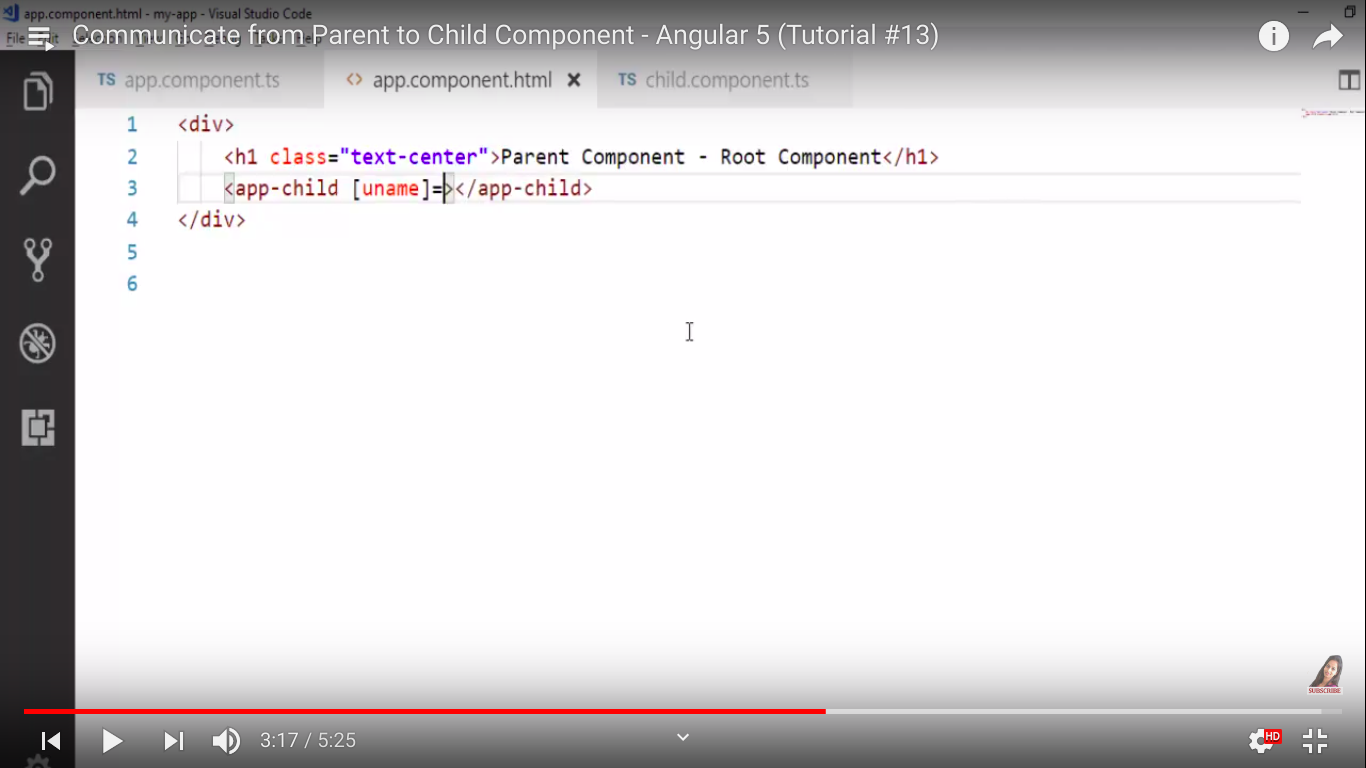 app.component.html - my-app - Visual Studio Code
Communicate from Parent to Child Component - Angular 5 (Tutorial #13)
TS app.component.ts
<> app.component.html
TS child.component.ts
1 <div>
2 <h1 class="text-center">Parent Component - Root Component</h1>
3 <app-child [uname]=></app-child>
4 </div>
5
6
SUBSCRIBE
3:17 / 5:25
HD